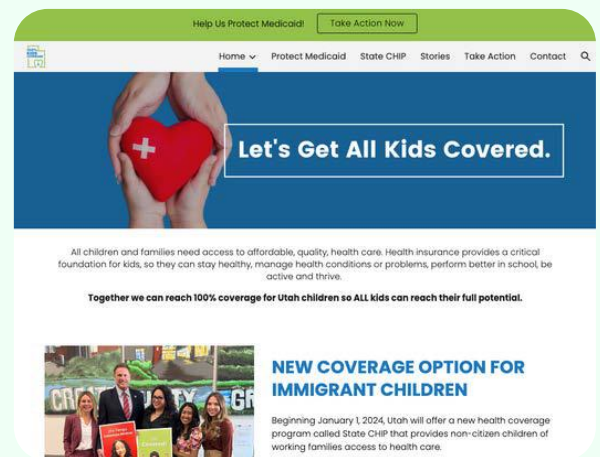 Help Us Protect Medicaid!
Take Action Now
Home
Protect Medicaid
State CHIP
Stories
Take Action
Contact
Let's Get All Kids Covered.
All children and families need access to affordable, quality, health care. Health insurance provides a critical
foundation for kids, so they can stay healthy, manage health conditions or problems, perform better in school, be
active and thrive.
Together we can reach 100% coverage for Utah children so ALL kids can reach their full potential.
NEW COVERAGE OPTION FOR
IMMIGRANT CHILDREN
Beginning January 1, 2024, Utah will offer a new health coverage
program called State CHIP that provides non-citizen children of
working families access to health care.